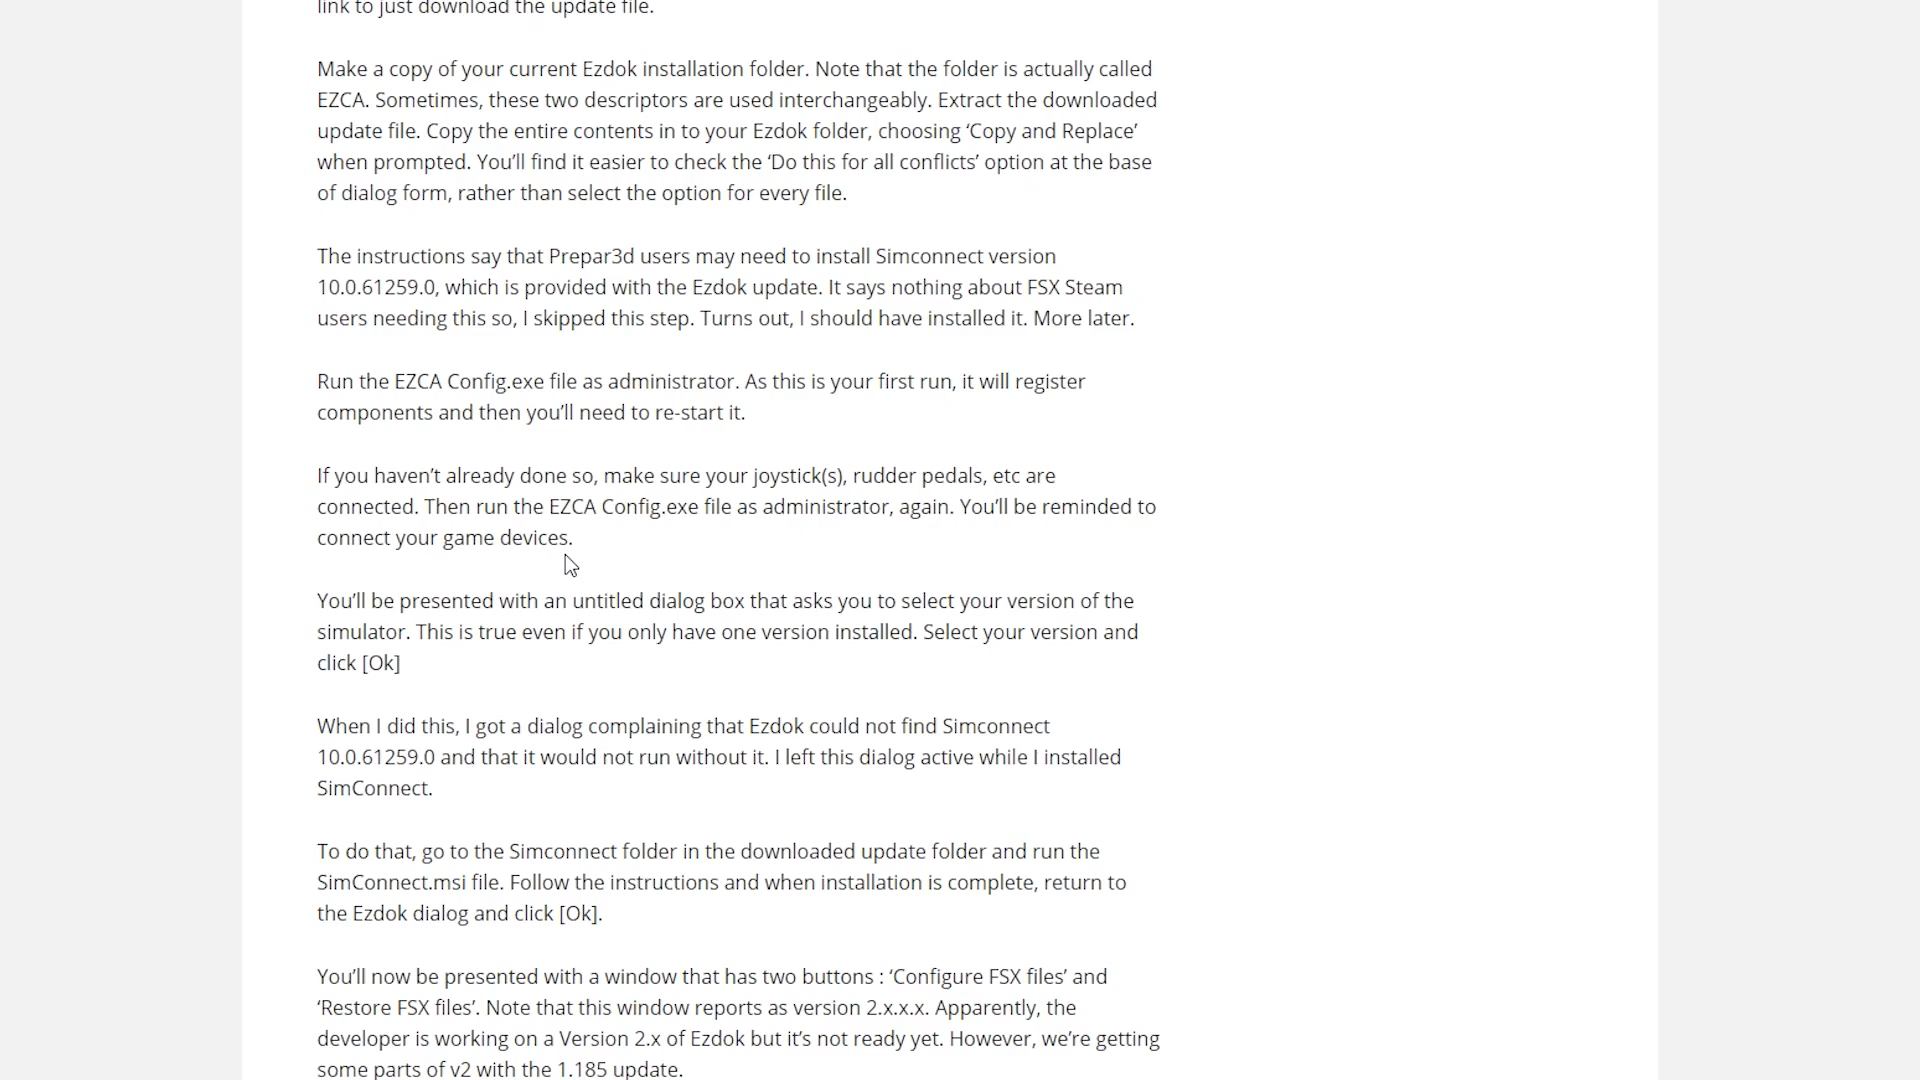 link to just download the update file.
Make a copy of your current Ezdok installation folder. Note that the folder is actually called
EZCA. Sometimes, these two descriptors are used interchangeably. Extract the downloaded
update file. Copy the entire contents in to your Ezdok folder, choosing ‘Copy and Replace’
when prompted. You’ll find it easier to check the ‘Do this for all conflicts’ option at the base
of dialog form, rather than select the option for every file.
The instructions say that Prepar3d users may need to install Simconnect version
10.0.61259.0, which is provided with the Ezdok update. It says nothing about FSX Steam
users needing this so, I skipped this step. Turns out, I should have installed it. More later.
Run the EZCA Config.exe file as administrator. As this is your first run, it will register
components and then you’ll need to re-start it.
If you haven’t already done so, make sure your joystick(s), rudder pedals, etc are
connected. Then run the EZCA Config.exe file as administrator, again. You’ll be reminded to
connect your game devices.
You’ll be presented with an untitled dialog box that asks you to select your version of the
simulator. This is true even if you only have one version installed. Select your version and
click [Ok]
When I did this, I got a dialog complaining that Ezdok could not find Simconnect
10.0.61259.0 and that it would not run without it. I left this dialog active while I installed
SimConnect.
To do that, go to the Simconnect folder in the downloaded update folder and run the
SimConnect.msi file. Follow the instructions and when installation is complete, return to
the Ezdok dialog and click [Ok].
You’ll now be presented with a window that has two buttons : ‘Configure FSX files’ and
‘Restore FSX files’. Note that this window reports as version 2.x.x.x. Apparently, the
developer is working on a Version 2.x of Ezdok but it’s not ready yet. However, we’re getting
some parts of v2 with the 1.185 update.